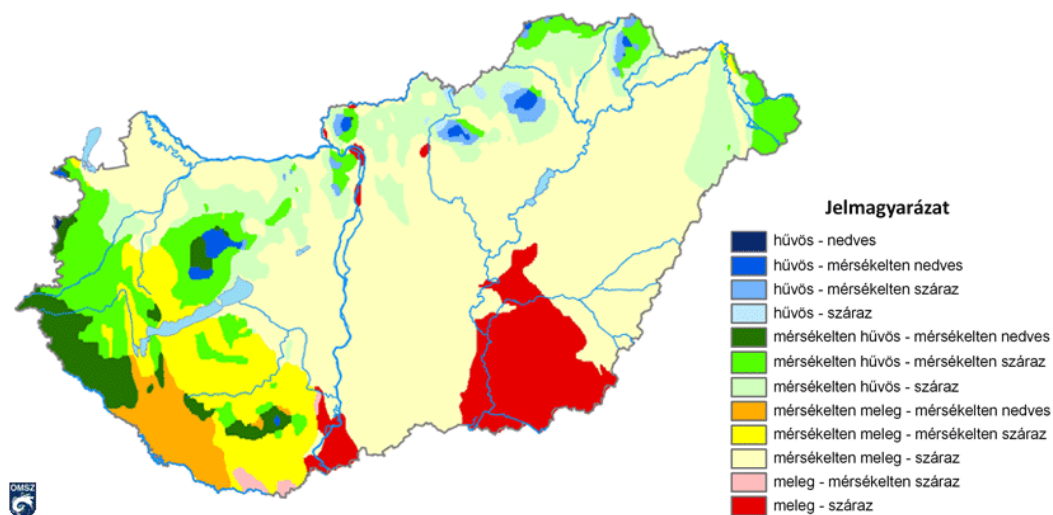 Jelmagyarázat
hűvös - nedves
hűvös - mérsékelten nedves
hűvös - mérsékelten száraz
hűvös - száraz
mérsékelten hűvös - mérsékelten nedves
mérsékelten hűvös - mérsékelten száraz
mérsékelten hűvös - száraz
mérsékelten meleg - mérsékelten nedves
mérsékelten meleg - mérsékelten száraz
mérsékelten meleg - száraz
meleg - mérsékelten száraz
meleg - száraz
OMSZ